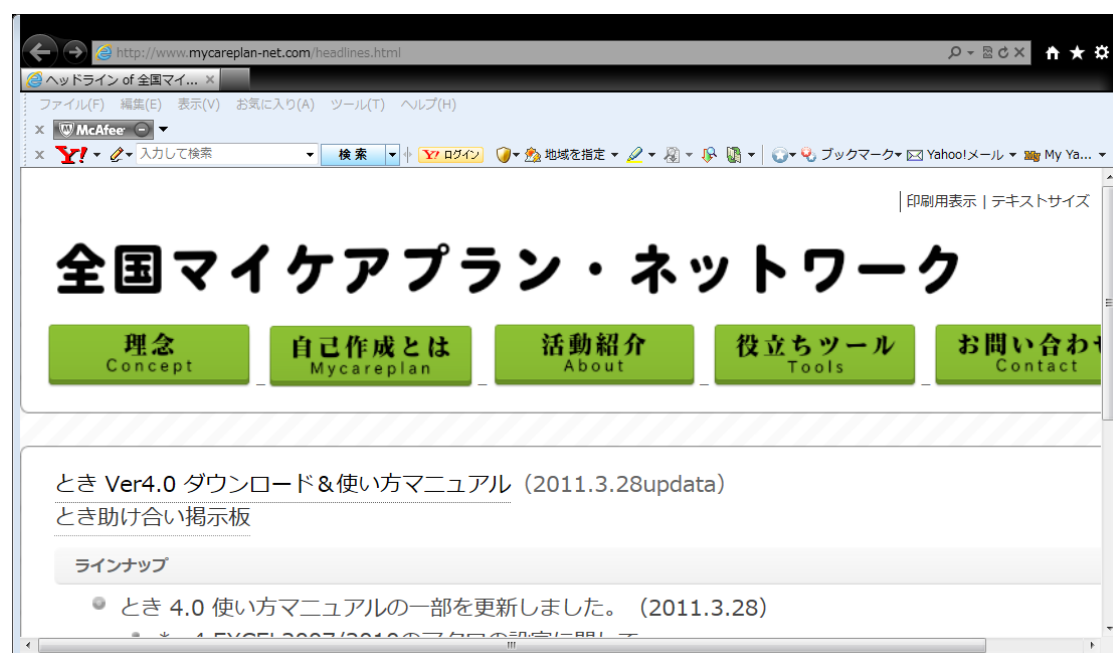 http://www.mycareplan-net.com/headlines.html
ヘッドライン of 全国マイ... ×
ファイル(F) 編集(E) 表示(V) お気に入り(A) ツール(T) ヘルプ(H)
x McAfee
x Y! 入力して検索 検索 Y! ログイン 地域を指定 ブックマーク Yahoo!メール My Ya...
印刷用表示 | テキストサイズ
全国マイケアプラン・ネットワーク
理念 自己作成とは 活動紹介 役立ちツール お問い合わせ
Concept Mycareplan About Tools Contact
とき Ver4.0 ダウンロード&使い方マニュアル（2011.3.28updata）
とき助け合い掲示板
ラインナップ
とき 4.0 使い方マニュアルの一部を更新しました。（2011.3.28）